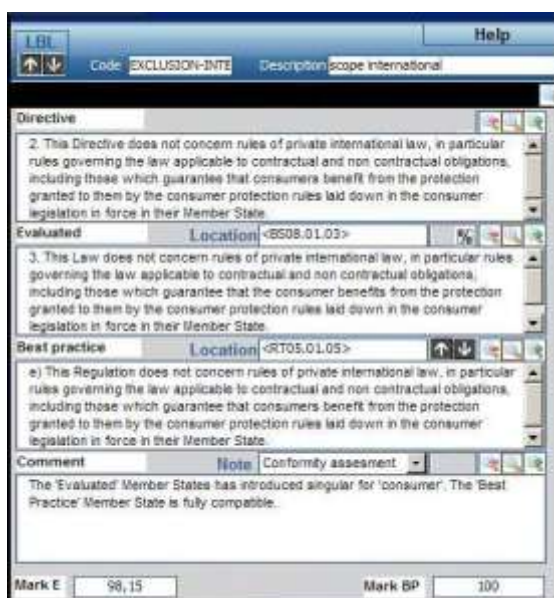 LBL
Help
Code EXCLUSION-INTE Description scope international
Directive
2. This Directive does not concern rules of private international law, in particular
rules governing the law applicable to contractual and non contractual obligations,
including those which guarantee that consumers benefit from the protection
granted to them by the consumer protection rules laid down in the consumer
legislation in force in their Member State.
Evaluated Location <BS08.01.03> %
3. This Law does not concern rules of private international law, in particular rules
governing the law applicable to contractual and non contractual obligations,
including those which guarantee that the consumer benefits from the protection
granted to them by the consumer protection rules laid down in the consumer
legislation in force in their Member State.
Best practice Location <RT05.01.05>
e) This Regulation does not concern rules of private international law, in particular
rules governing the law applicable to contractual and non contractual obligations,
including those which guarantee that consumers benefit from the protection
granted to them by the consumer protection rules laid down in the consumer
legislation in force in their Member State.
Comment Note Conformity assesment
The 'Evaluated' Member States has introduced singular for 'consumer'. The 'Best
Practice' Member State is fully compatible.
Mark E 98,15 Mark BP 100